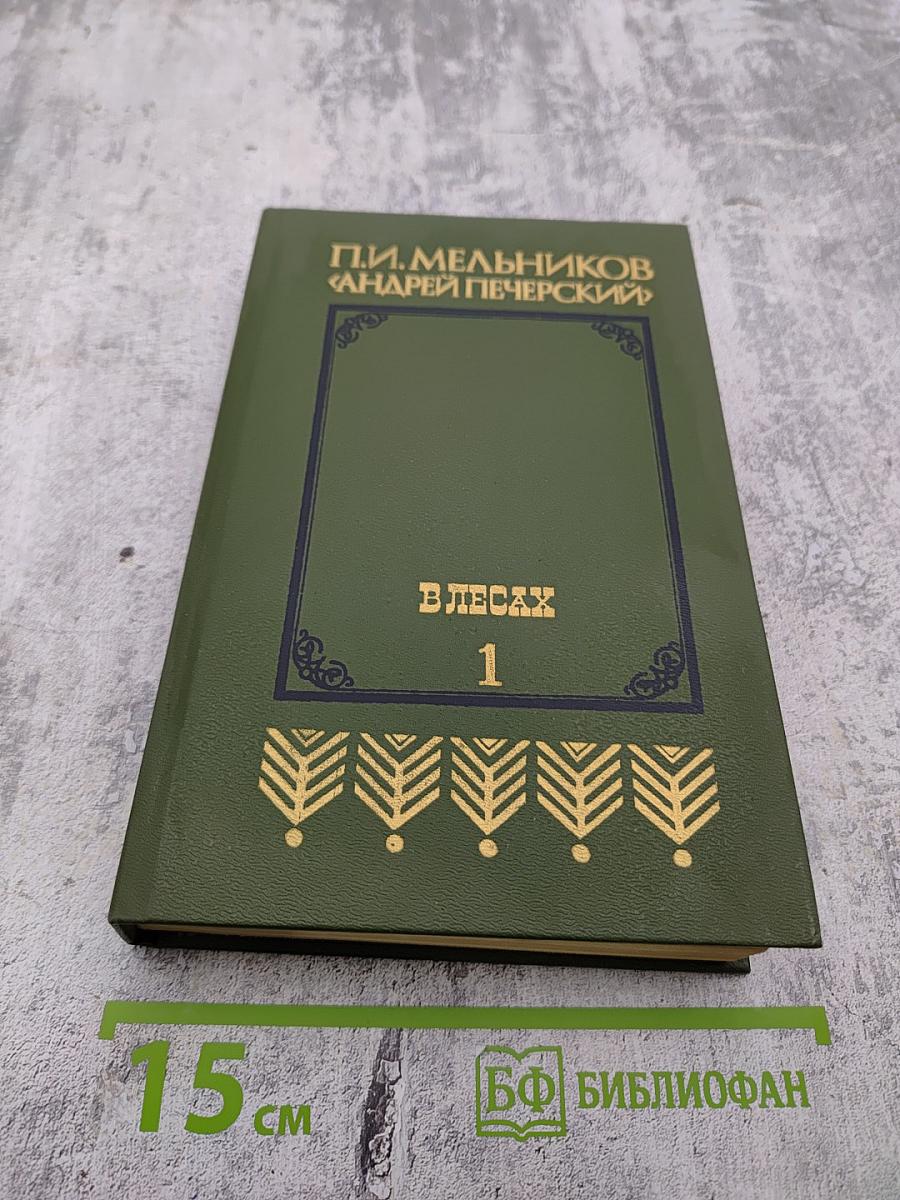 П.И.МЕЛЬНИКОВ
‹АНДРЕЙ ПЕЧЕРСКИЙ›
В ЛЕСАХ
1
15 см
БФ БИБЛИОФАН